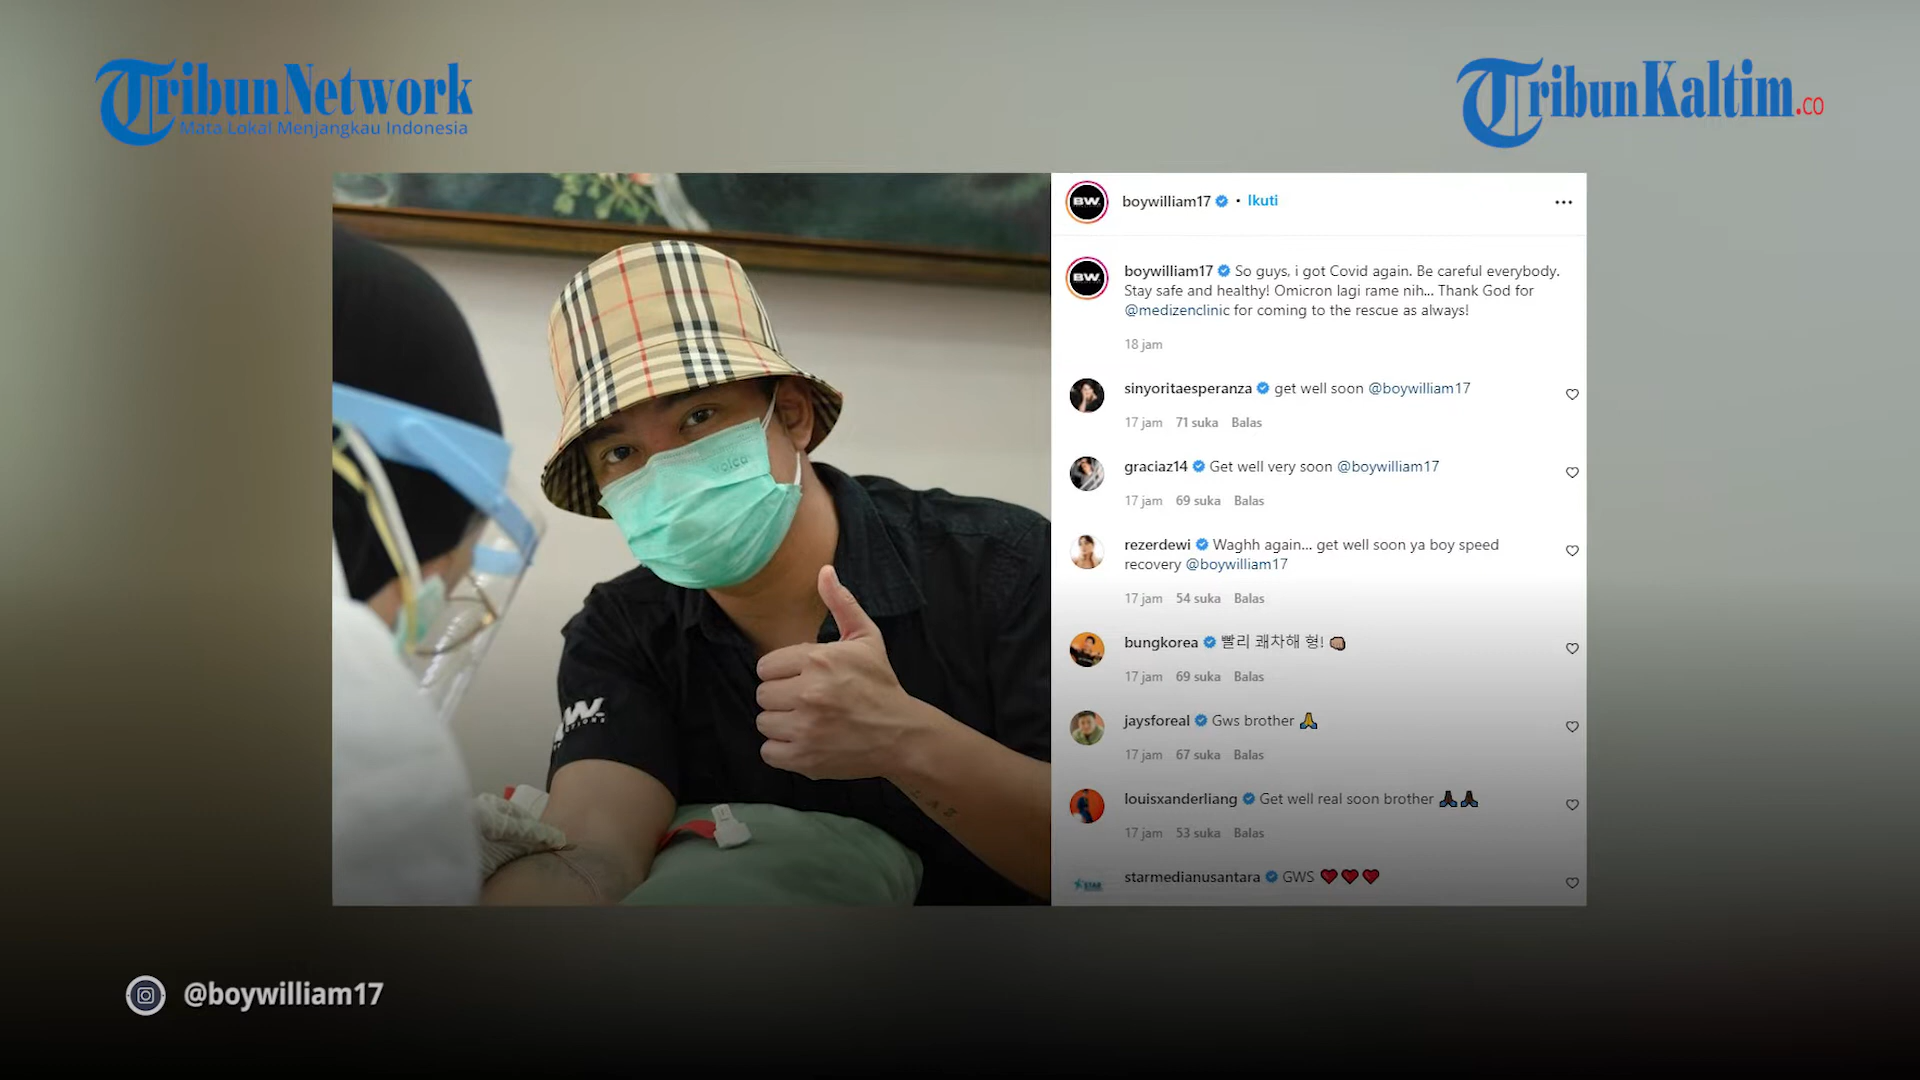 TribunNetwork
Mata Lokal Menjangkau Indonesia
TribunKaltim.co
BW.
boywilliam17 • Ikuti
BW.
boywilliam17 So guys, i got Covid again. Be careful everybody.
Stay safe and healthy! Omicron lagi rame nih... Thank God for
@medizenclinic for coming to the rescue as always!
18 jam
sinyoritaesperanza get well soon @boywilliam17
17 jam 71 suka Balas
graciaz14 Get well very soon @boywilliam17
17 jam 69 suka Balas
rezerdewi Waghh again... get well soon ya boy speed
recovery @boywilliam17
17 jam 54 suka Balas
bungkorea 빨리 쾌차해 형! 👊🏼
17 jam 69 suka Balas
jaysforeal Gws brother 🙏
17 jam 67 suka Balas
louisxanderliang Get well real soon brother 🙏🏿🙏🏿
17 jam 53 suka Balas
starmedianusantara GWS ❤️❤️❤️
@boywilliam17